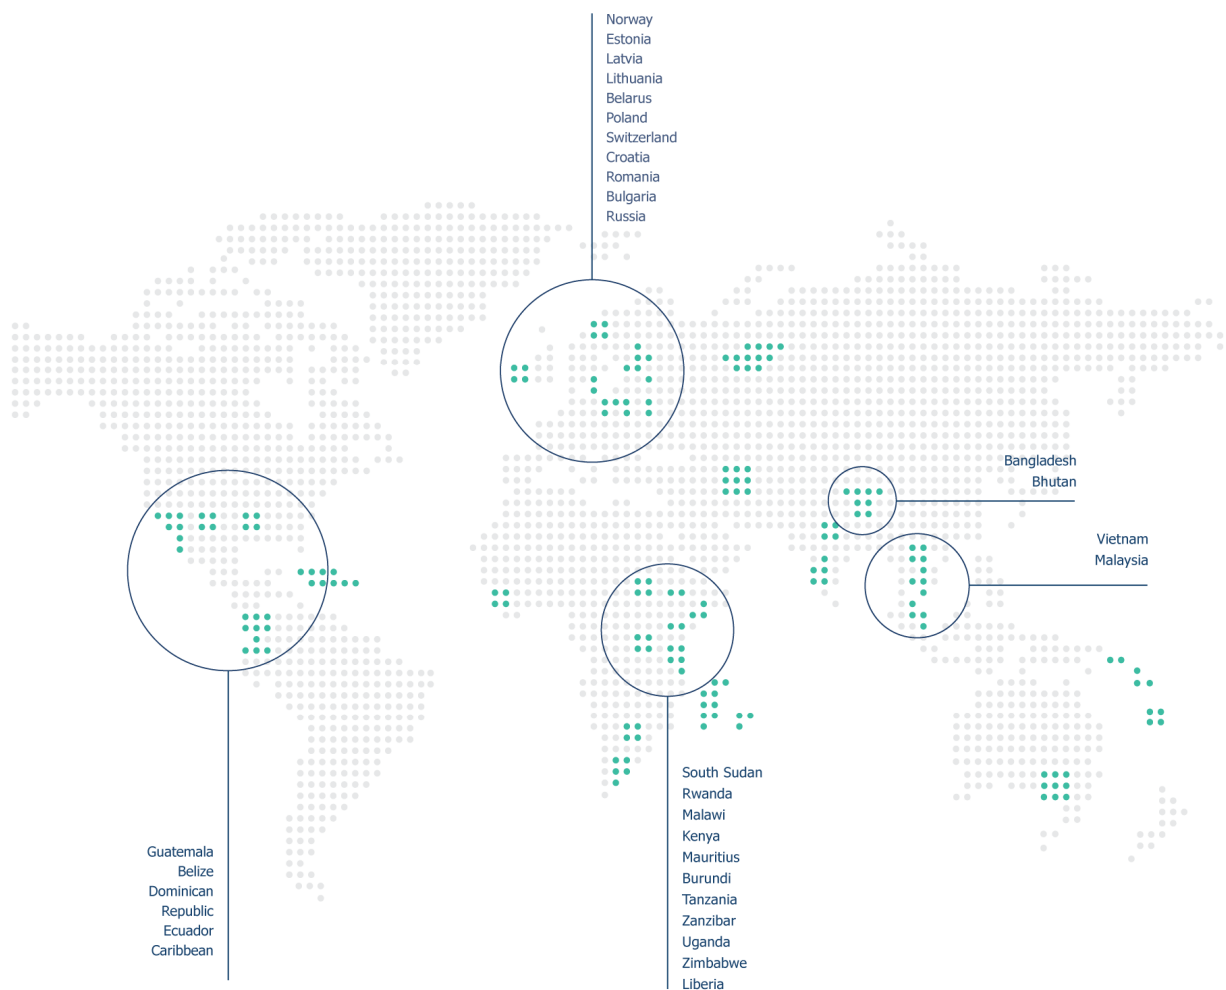 Norway
Estonia
Latvia
Lithuania
Belarus
Poland
Switzerland
Croatia
Romania
Bulgaria
Russia
Bangladesh
Bhutan
Vietnam
Malaysia
South Sudan
Rwanda
Malawi
Kenya
Mauritius
Burundi
Tanzania
Zanzibar
Uganda
Zimbabwe
Liberia
Guatemala
Belize
Dominican
Republic
Ecuador
Caribbean